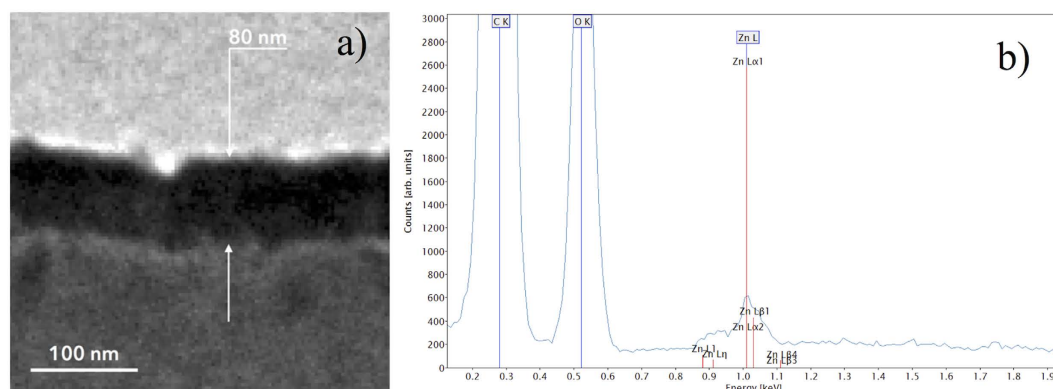 80 nm
a)
100 nm
b)
3000
2800
2600
2400
2200
2000
1800
1600
1400
1200
1000
800
600
400
200
0
Counts [arb. units]
C K
O K
Zn L
Zn Lα1
Zn Lβ1
Zn Lα2
Zn L1
Zn Lη
Zn Lβ4
Zn Lβ3
0.2 0.3 0.4 0.5 0.6 0.7 0.8 0.9 1.0 1.1 1.2 1.3 1.4 1.5 1.6 1.7 1.8 1.9
Energy [keV]